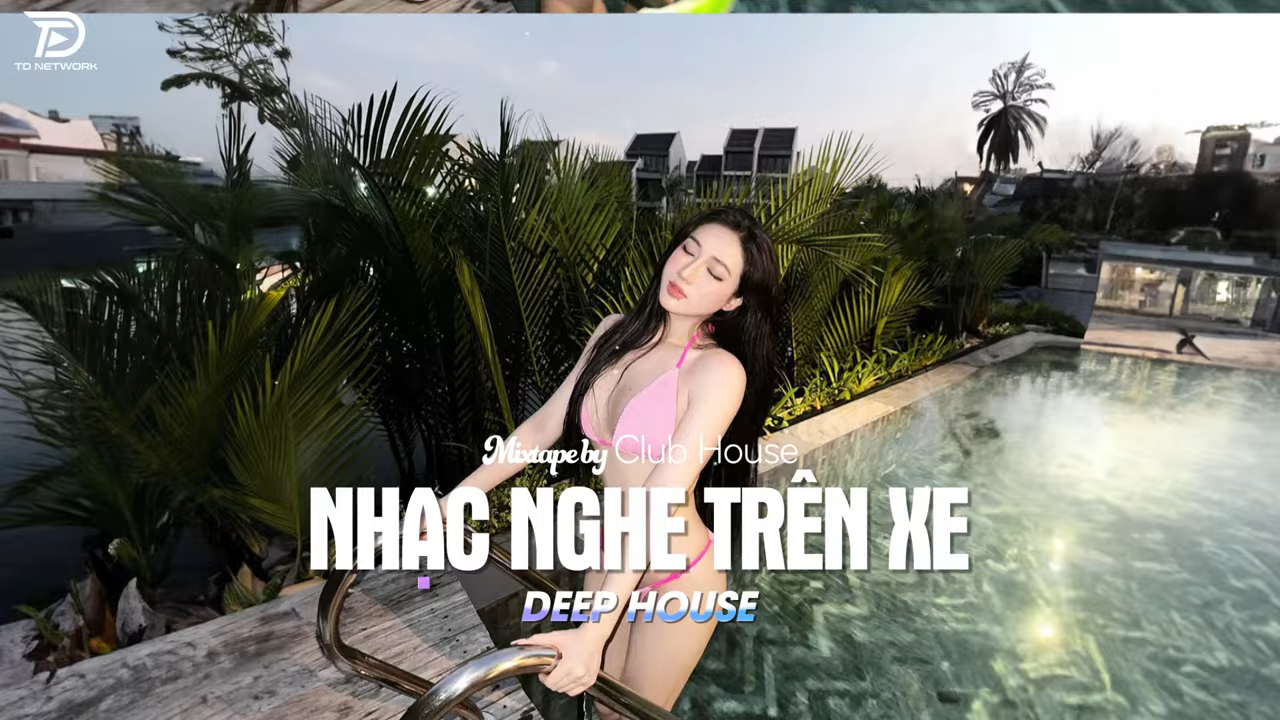 TD NETWORK
Mixtape by Club House
NHẠC NGHE TRÊN XE
DEEP HOUSE